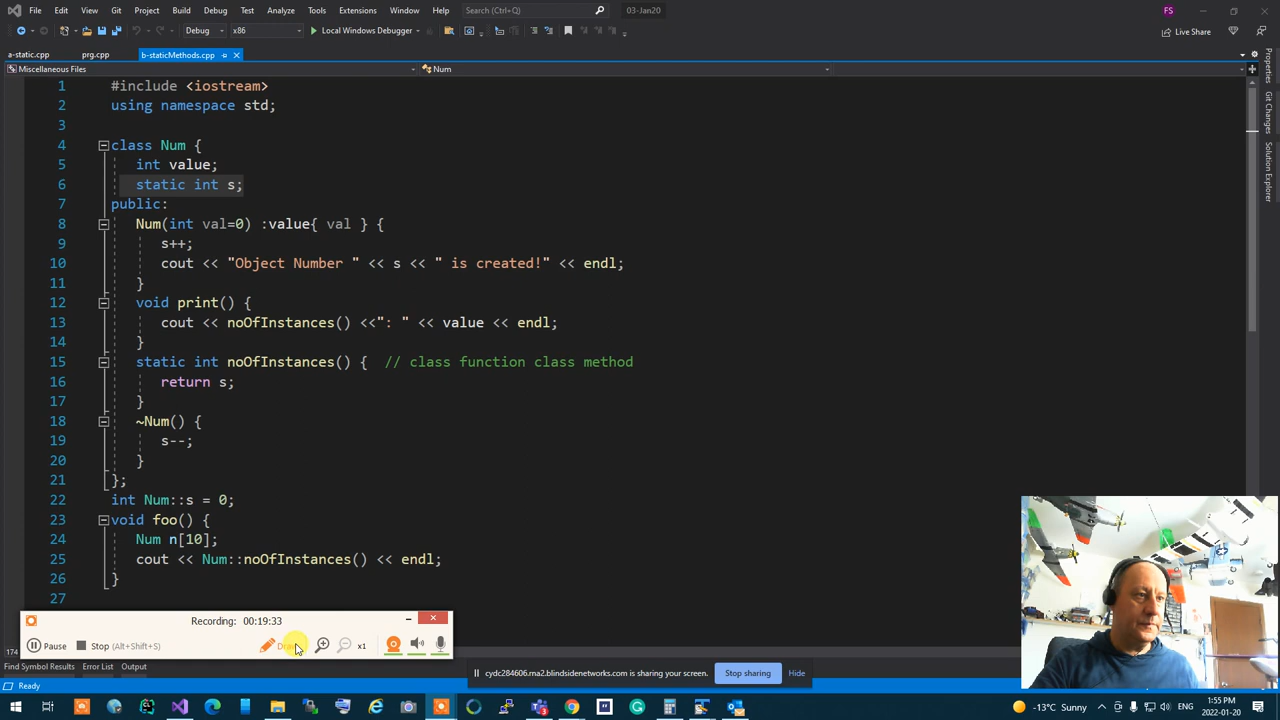 File Edit View Git Project Build Debug Test Analyze Tools Extensions Window Help Search (Ctrl+Q) 03-Jan20 FS
Debug x86 Local Windows Debugger Live Share
a-static.cpp prg.cpp b-staticMethods.cpp
Miscellaneous Files Num
1 #include <iostream>
2 using namespace std;
3
4 class Num {
5 int value;
6 static int s;
7 public:
8 Num(int val=0) :value{ val } {
9 s++;
10 cout << "Object Number " << s << " is created!" << endl;
11 }
12 void print() {
13 cout << noOfInstances() <<": " << value << endl;
14 }
15 static int noOfInstances() { // class function class method
16 return s;
17 }
18 ~Num() {
19 s--;
20 }
21 };
22 int Num::s = 0;
23 void foo() {
24 Num n[10];
25 cout << Num::noOfInstances() << endl;
26 }
27
Properties
Git Changes
Solution Explorer
Recording: 00:19:33
Pause Stop (Alt+Shift+S) x1
174
Find Symbol Results Error List Output
cydc284606.rna2.blindsidenetworks.com is sharing your screen. Stop sharing Hide
Ready
-13°C Sunny ENG 1:55 PM
2022-01-20